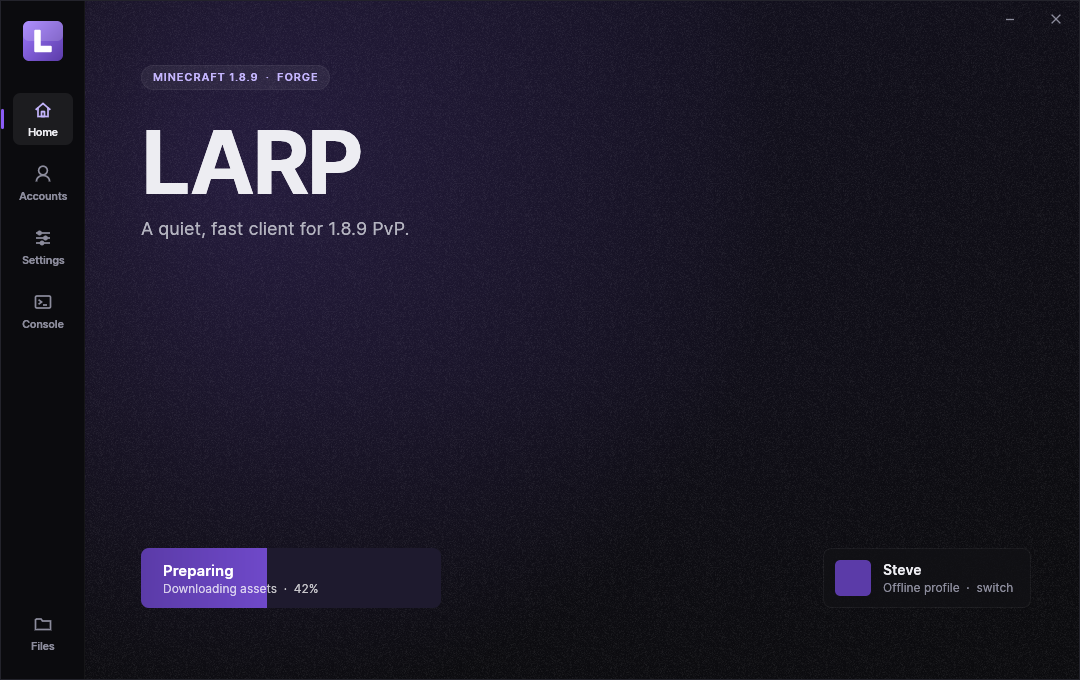 L
Home
Accounts
Settings
Console
Files
MINECRAFT 1.8.9 · FORGE
LARP
A quiet, fast client for 1.8.9 PvP.
Preparing
Downloading assets · 42%
Steve
Offline profile · switch